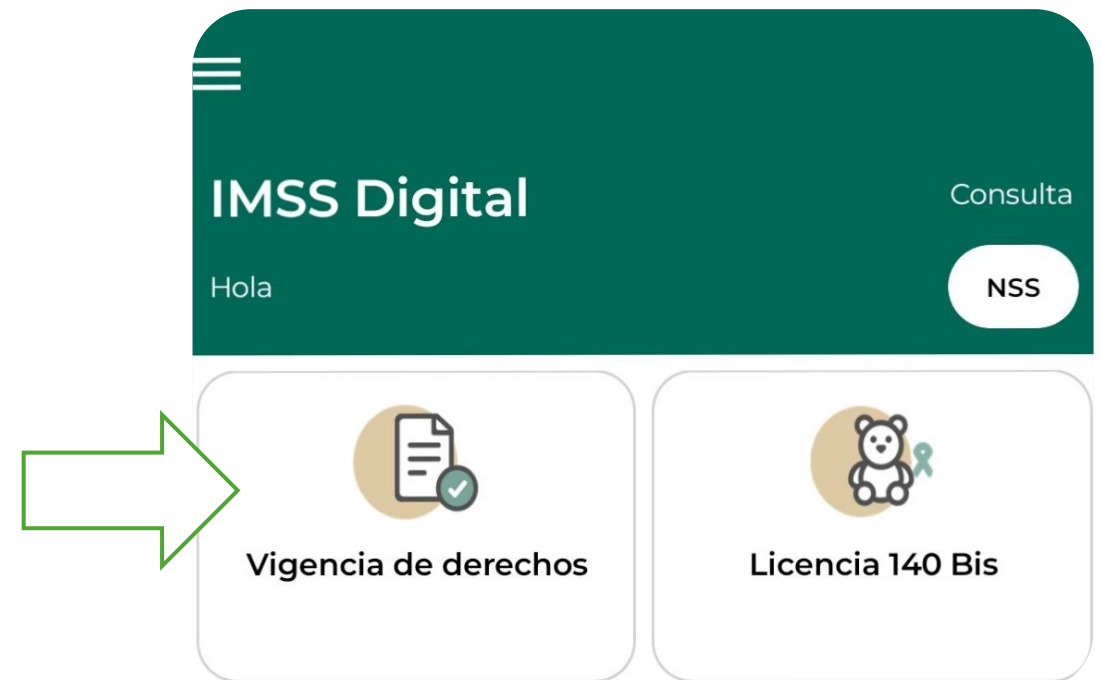 IMSS Digital
Consulta
Hola
NSS
Vigencia de derechos
Licencia 140 Bis